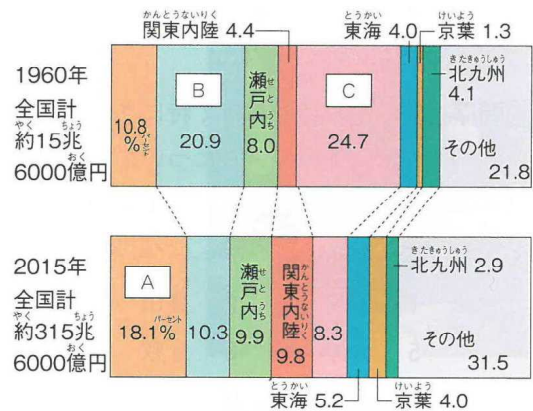 かんとうないりく
関東内陸 4.4
とうかい
東海 4.0
けいよう
京葉 1.3
1960年
全国計
やく ちょう
約15兆
おく
6000億円
10.8
%
パーセント
B
20.9
せとうち
瀬戸内
8.0
C
24.7
きたきゅうしゅう
北九州
4.1
その他
21.8
2015年
全国計
やく ちょう
約315兆
おく
6000億円
A
パーセント
18.1%
10.3
せとうち
瀬戸内
9.9
かんとうないりく
関東内陸
9.8
8.3
きたきゅうしゅう
北九州 2.9
その他
31.5
とうかい
東海 5.2
けいよう
京葉 4.0